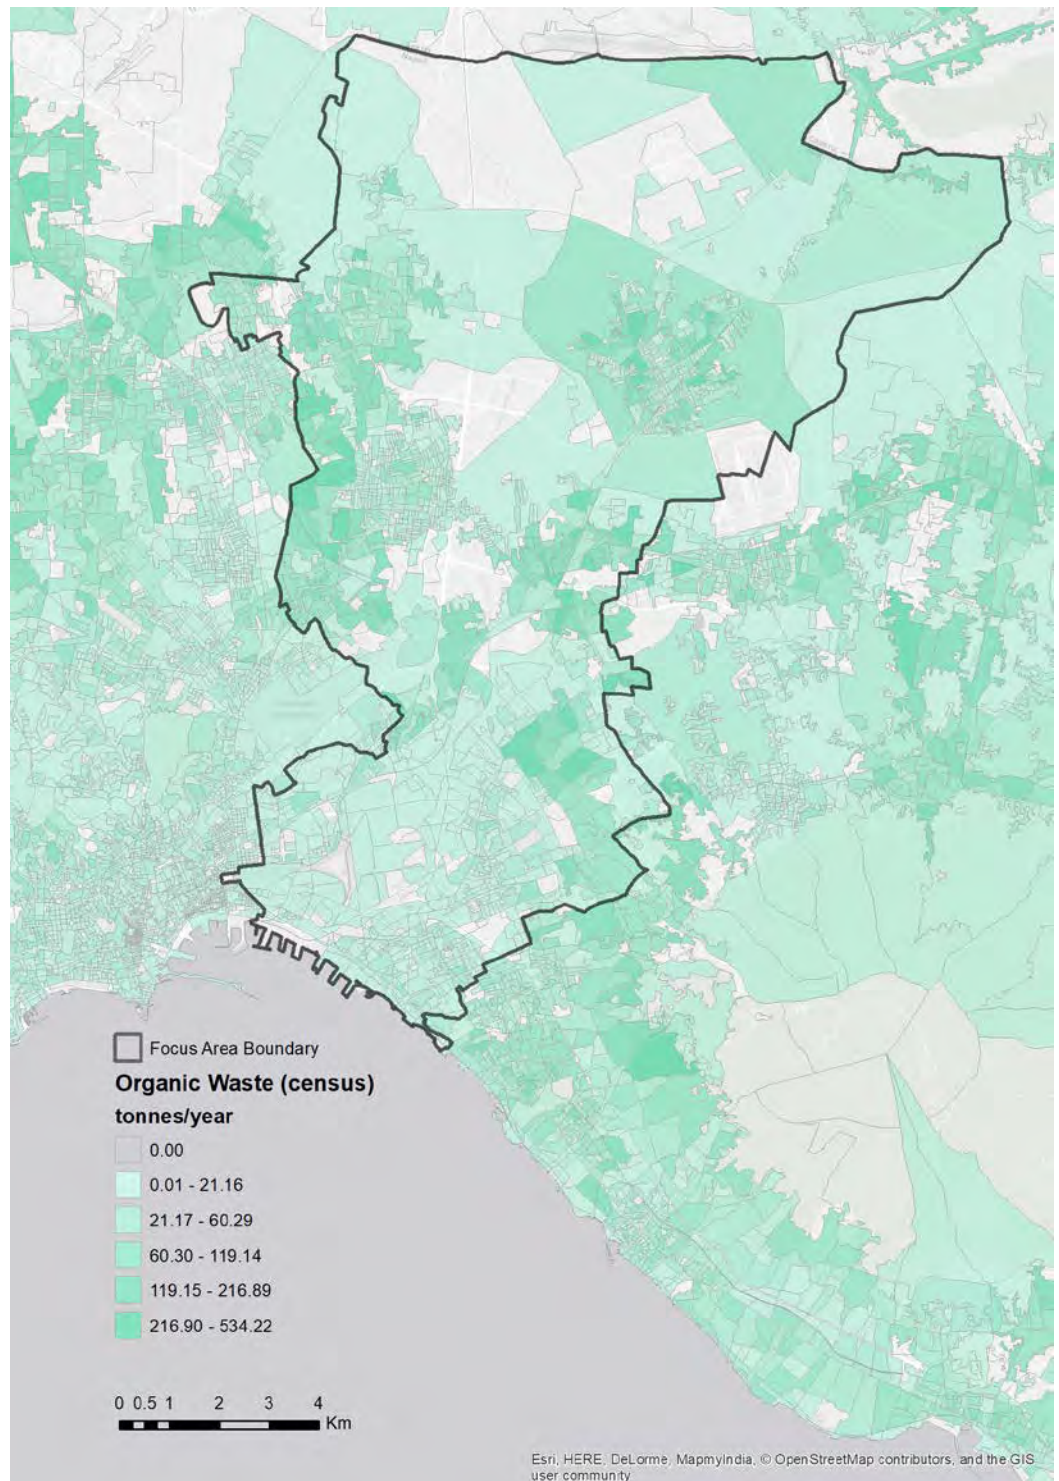 Focus Area Boundary
Organic Waste (census)
tonnes/year
0.00
0.01 - 21.16
21.17 - 60.29
60.30 - 119.14
119.15 - 216.89
216.90 - 534.22
0 0.5 1 2 3 4
Km
Esri, HERE, DeLorme, MapmyIndia, © OpenStreetMap contributors, and the GIS
user community